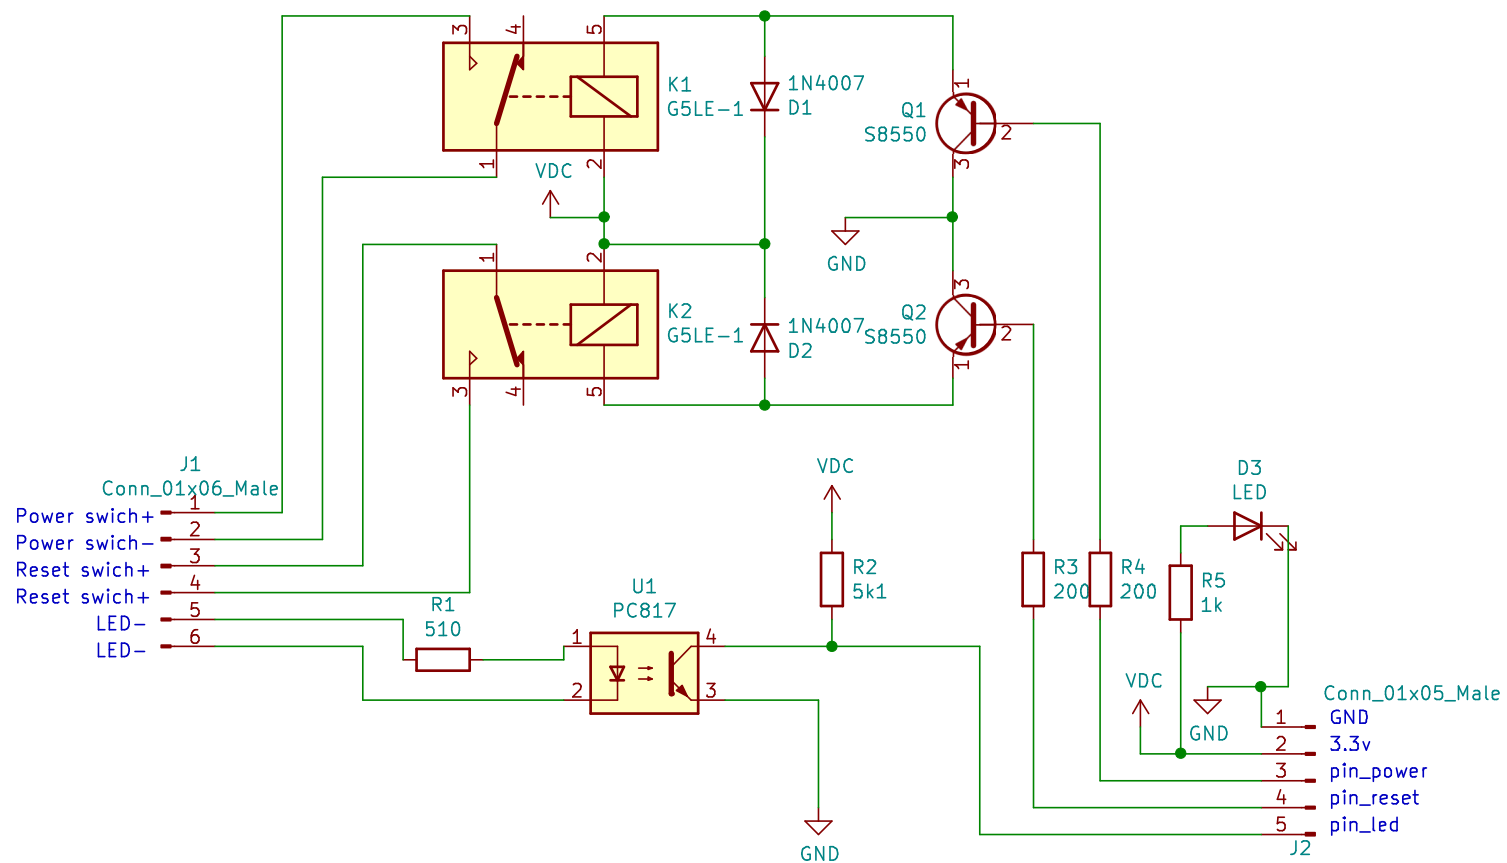 3
4
5
K1
G5LE-1
1
2
1N4007
D1
Q1
S8550
1
2
3
VDC
GND
1
2
K2
G5LE-1
3
4
5
1N4007
D2
Q2
S8550
3
2
1
J1
Conn_01x06_Male
Power swich+ 1
Power swich- 2
Reset swich+ 3
Reset swich+ 4
LED- 5
LED- 6
R1
510
U1
PC817
1
2
4
3
GND
VDC
R2
5k1
R3
200
R4
200
D3
LED
R5
1k
VDC
GND
Conn_01x05_Male
1 GND
2 3.3v
3 pin_power
4 pin_reset
5 pin_led
J2